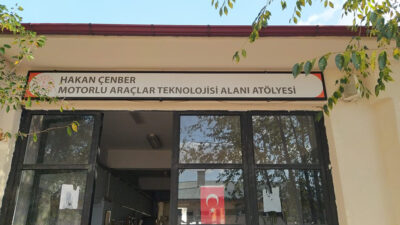 HAKAN ÇENBER
MOTORLU ARAÇLAR TEKNOLOJİSİ ALANI ATÖLYESİ